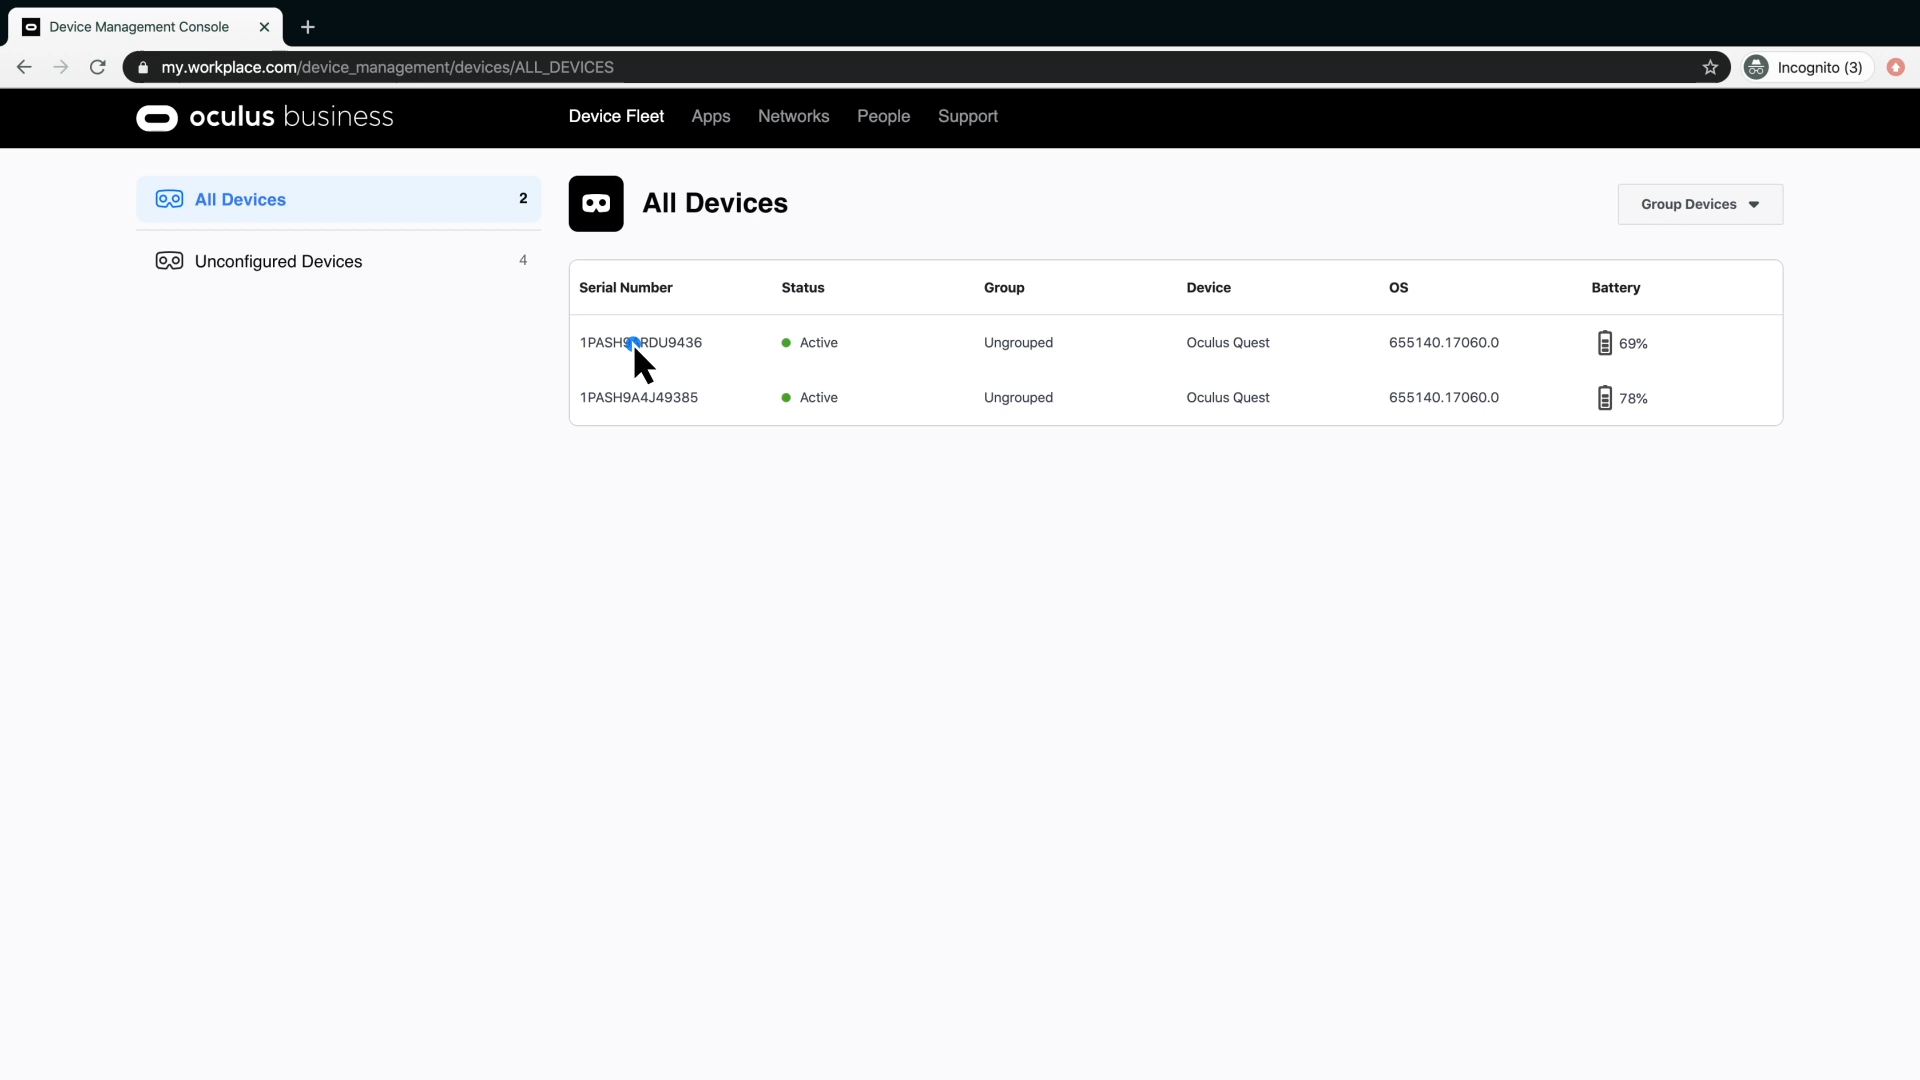 Device Management Console
my.workplace.com/device_management/devices/ALL_DEVICES
Incognito (3)
oculus business
Device Fleet
Apps
Networks
People
Support
All Devices
2
Unconfigured Devices
4
All Devices
Group Devices
Serial Number Status Group Device OS Battery
Active Ungrouped Oculus Quest 655140.17060.0 69%
1PASH9A4J49385 Active Ungrouped Oculus Quest 655140.17060.0 78%